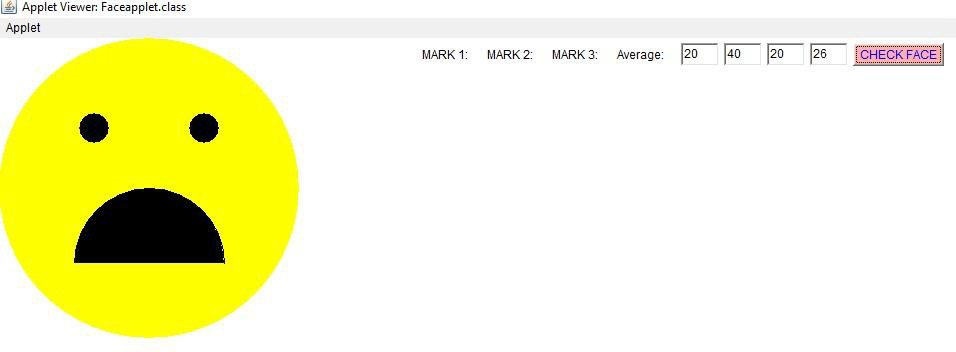 Applet Viewer: Faceapplet.class
Applet
MARK 1: MARK 2: MARK 3: Average: 20 40 20 26 CHECK FACE